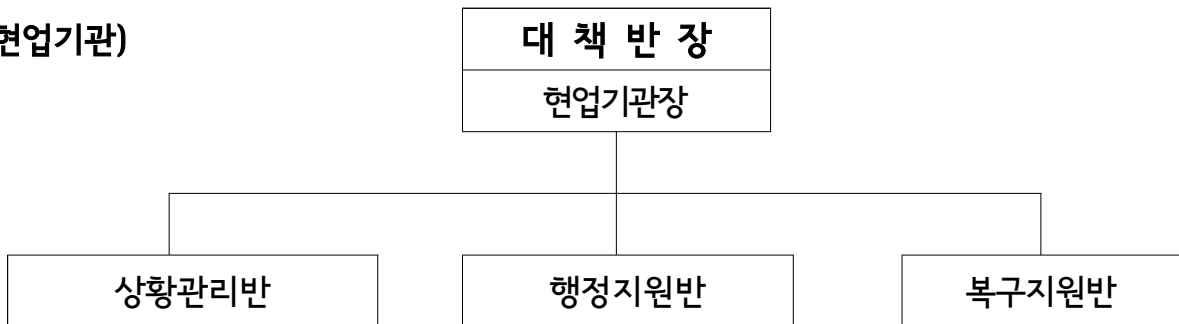 현업기관)
대 책 반 장
현업기관장
상황관리반
행정지원반
복구지원반